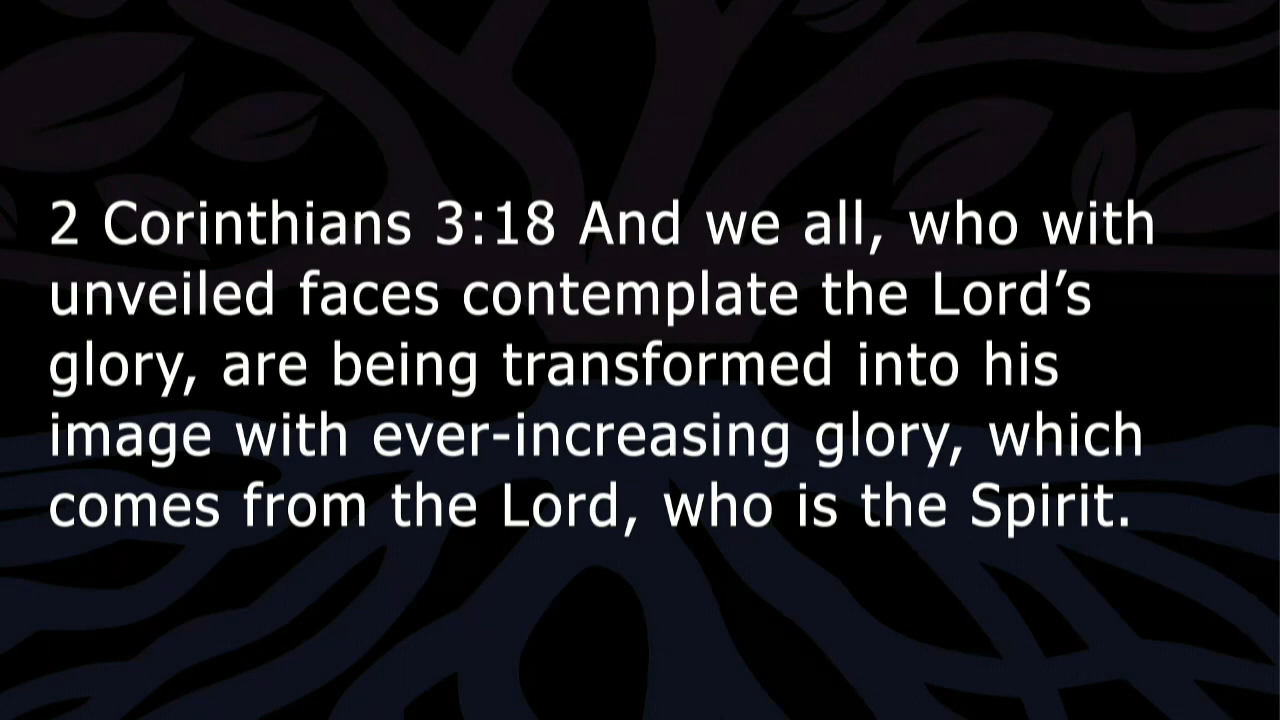 2 Corinthians 3:18 And we all, who with
unveiled faces contemplate the Lord’s
glory, are being transformed into his
image with ever-increasing glory, which
comes from the Lord, who is the Spirit.